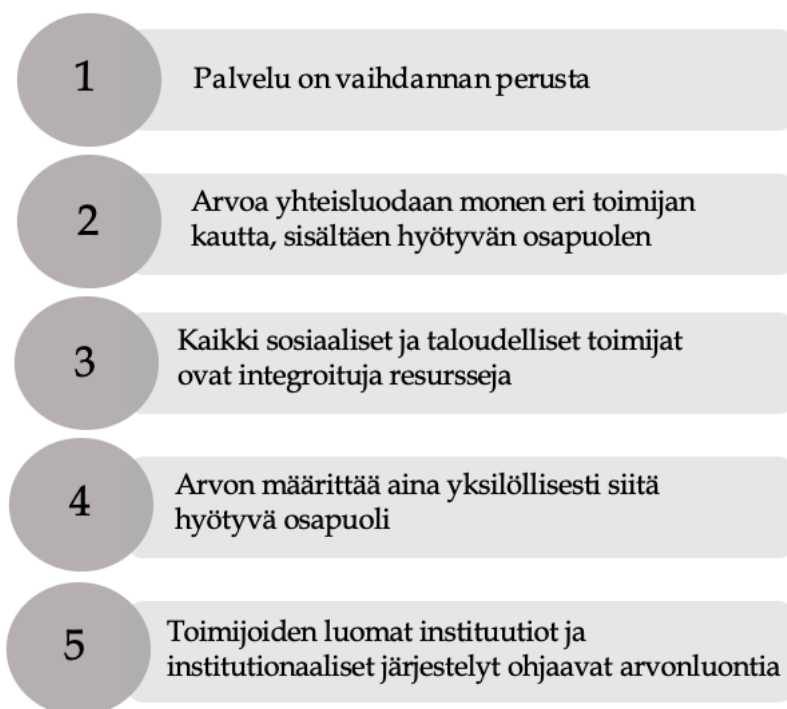 1
Palvelu on vaihdannan perusta
2
Arvoa yhteisluodaan monen eri toimijan
kautta, sisältäen hyötyvän osapuolen
3
Kaikki sosiaaliset ja taloudelliset toimijat
ovat integroituja resursseja
4
Arvon määrittää aina yksilöllisesti siitä
hyötyvä osapuoli
5
Toimijoiden luomat instituutiot ja
institutionaaliset järjestelyt ohjaavat arvonluontia